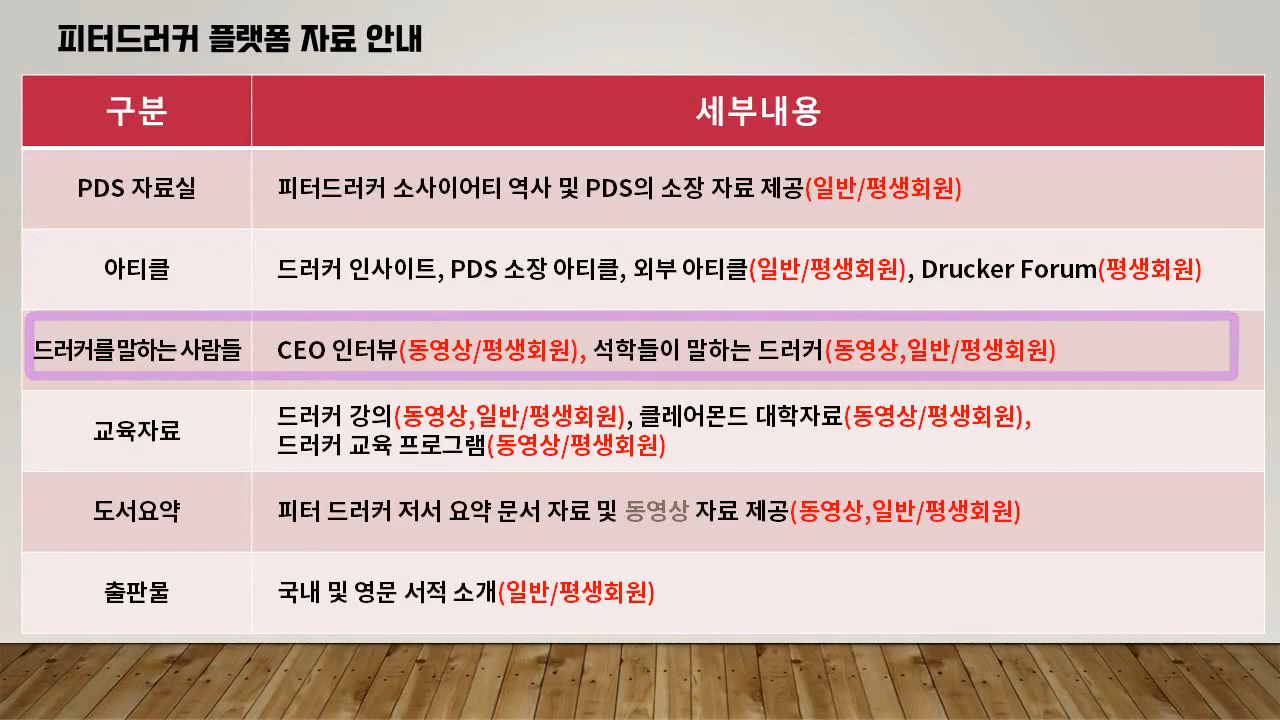 피터드러커 플랫폼 자료 안내
구분 세부내용
PDS 자료실 피터드러커 소사이어티 역사 및 PDS의 소장 자료 제공(일반/평생회원)
아티클 드러커 인사이트, PDS 소장 아티클, 외부 아티클(일반/평생회원), Drucker Forum(평생회원)
드러커를 말하는 사람들 CEO 인터뷰(동영상/평생회원), 석학들이 말하는 드러커(동영상,일반/평생회원)
교육자료 드러커 강의(동영상,일반/평생회원), 클레어몬드 대학자료(동영상/평생회원),
드러커 교육 프로그램(동영상/평생회원)
도서요약 피터 드러커 저서 요약 문서 자료 및 동영상 자료 제공(동영상,일반/평생회원)
출판물 국내 및 영문 서적 소개(일반/평생회원)